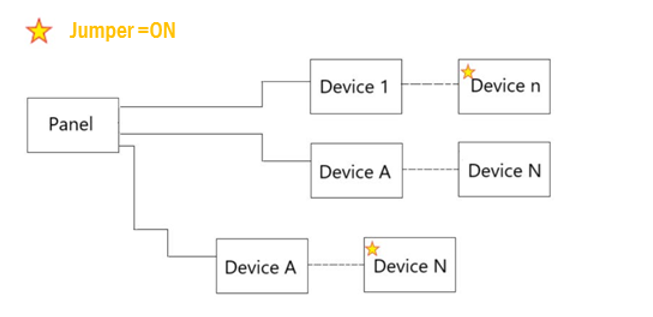 Jumper =ON
Device 1
Device n
Panel
Device A
Device N
Device A
Device N